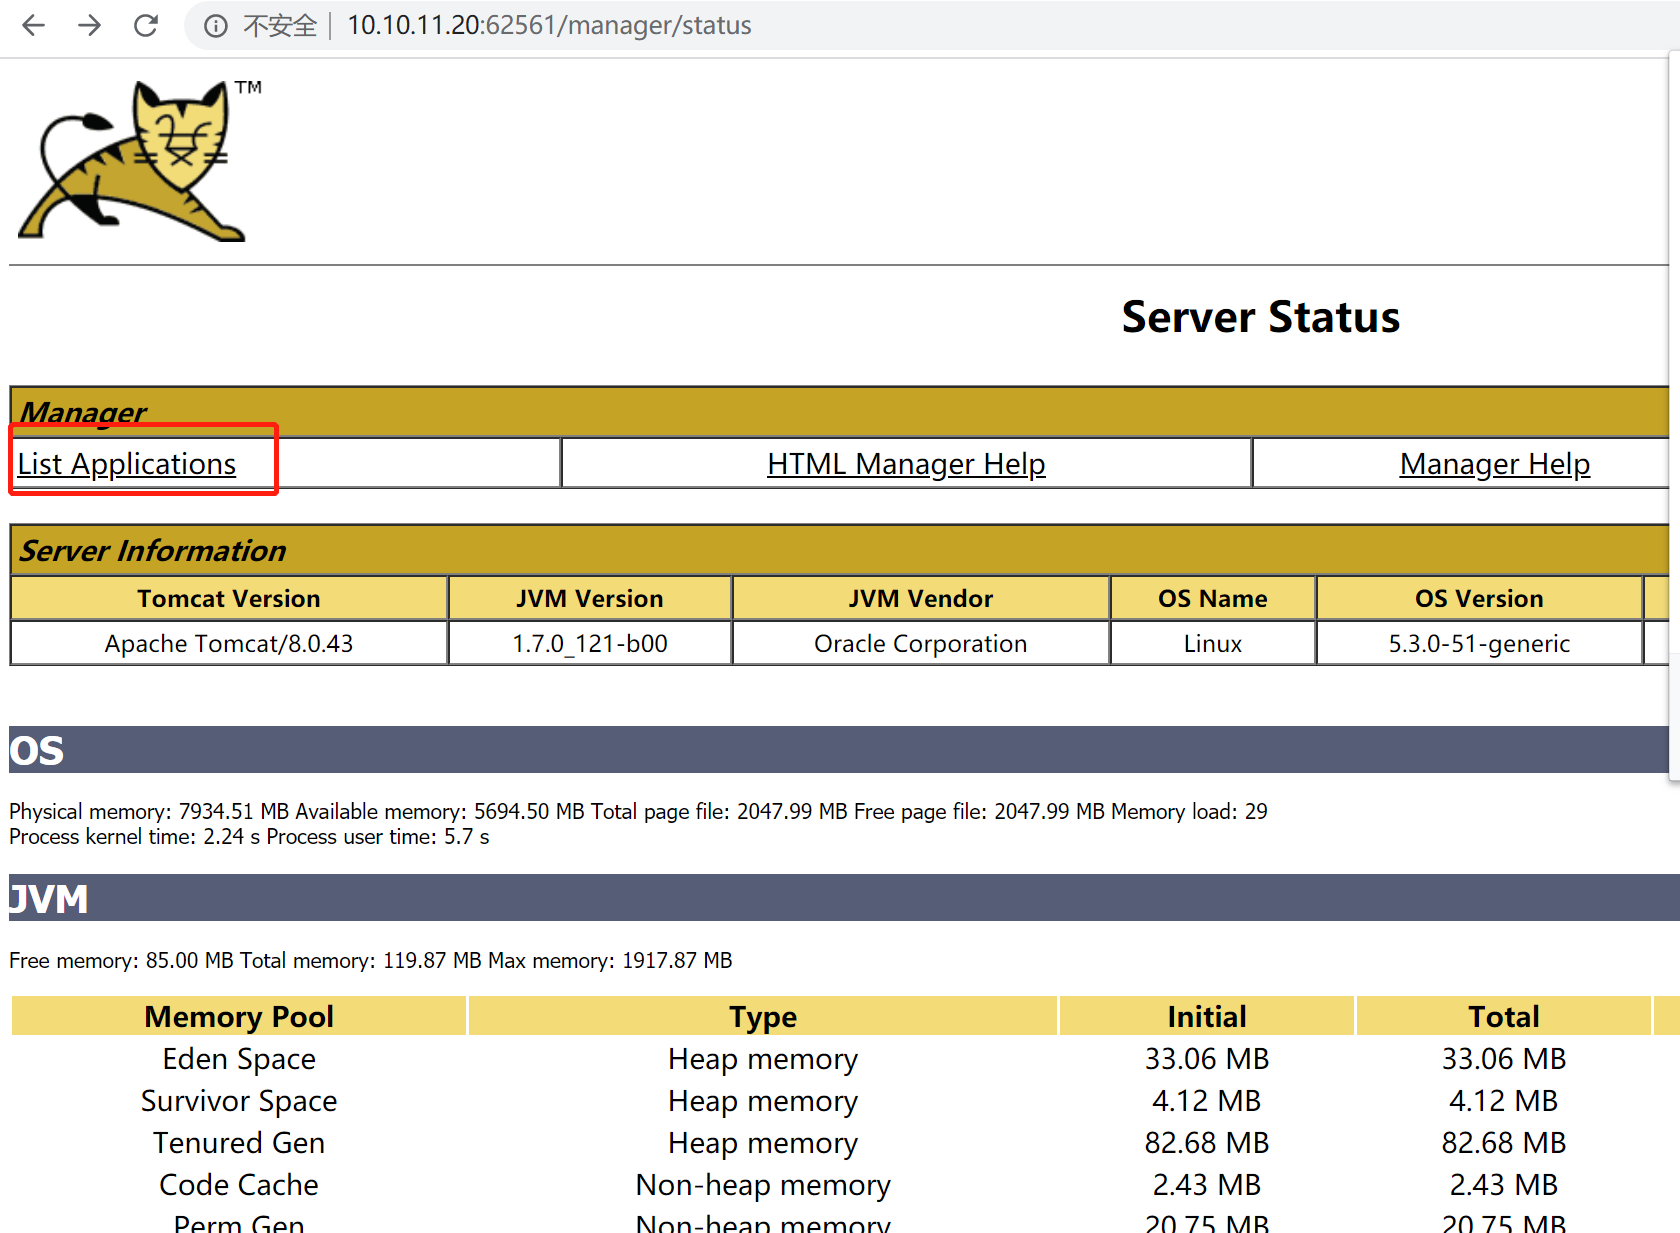 不安全 | 10.10.11.20:62561/manager/status
TM
Server Status
Manager
List Applications HTML Manager Help Manager Help
Server Information
Tomcat Version JVM Version JVM Vendor OS Name OS Version
Apache Tomcat/8.0.43 1.7.0_121-b00 Oracle Corporation Linux 5.3.0-51-generic
OS
Physical memory: 7934.51 MB Available memory: 5694.50 MB Total page file: 2047.99 MB Free page file: 2047.99 MB Memory load: 29
Process kernel time: 2.24 s Process user time: 5.7 s
JVM
Free memory: 85.00 MB Total memory: 119.87 MB Max memory: 1917.87 MB
Memory Pool Type Initial Total
Eden Space Heap memory 33.06 MB 33.06 MB
Survivor Space Heap memory 4.12 MB 4.12 MB
Tenured Gen Heap memory 82.68 MB 82.68 MB
Code Cache Non-heap memory 2.43 MB 2.43 MB
Perm Gen Non-heap memory 20.75 MB 20.75 MB